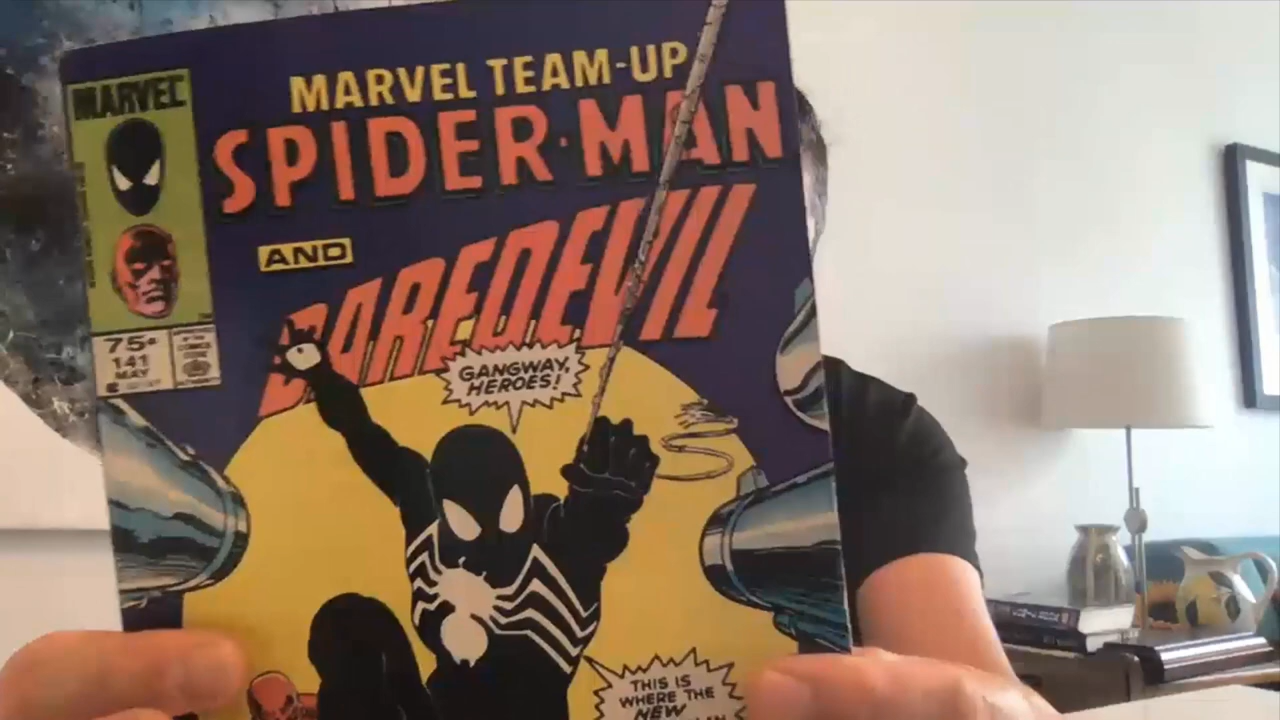 MARVEL TEAM-UP
MARVEL
SPIDER·MAN
AND
DAREDEVIL
75¢
141
MAY
GANGWAY,
HEROES!
THIS IS
WHERE THE
NEW